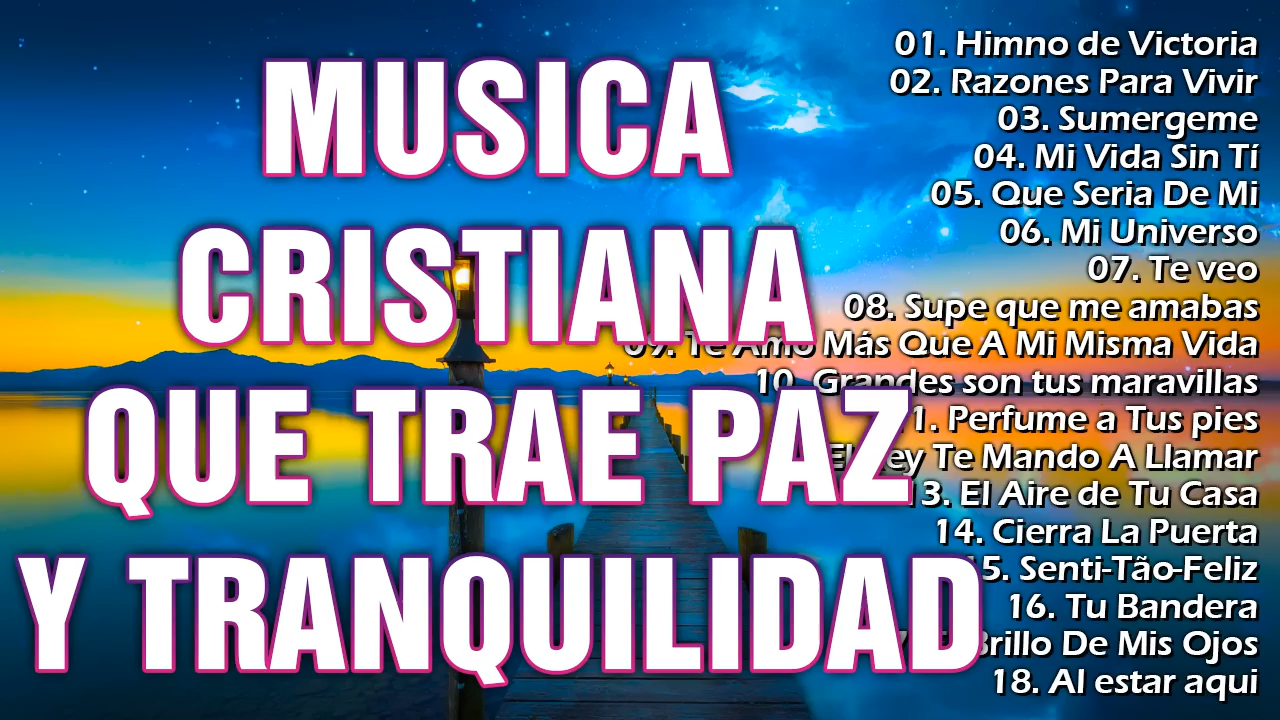 MUSICA
CRISTIANA
QUE TRAE PAZ
Y TRANQUILIDAD
01. Himno de Victoria
02. Razones Para Vivir
03. Sumergeme
04. Mi Vida Sin Tí
05. Que Seria De Mi
06. Mi Universo
07. Te veo
08. Supe que me amabas
09. Te Amo Más Que A Mi Misma Vida
10. Grandes son tus maravillas
1. Perfume a Tus pies
Te Mando A Llamar
13. El Aire de Tu Casa
14. Cierra La Puerta
5. Senti-Tão-Feliz
16. Tu Bandera
Brillo De Mis Ojos
18. Al estar aqui